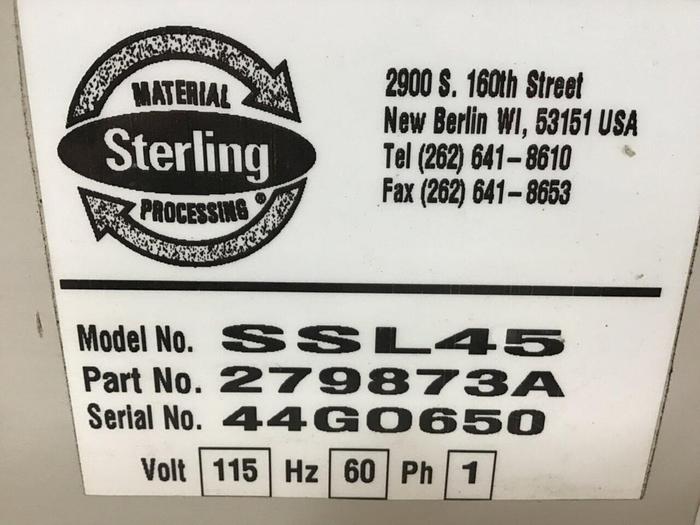 MATERIAL
Sterling
PROCESSING ®
2900 S. 160th Street
New Berlin WI, 53151 USA
Tel (262) 641-8610
Fax (262) 641-8653
Model No. SSL45
Part No. 279873A
Serial No. 44G0650
Volt 115 Hz 60 Ph 1